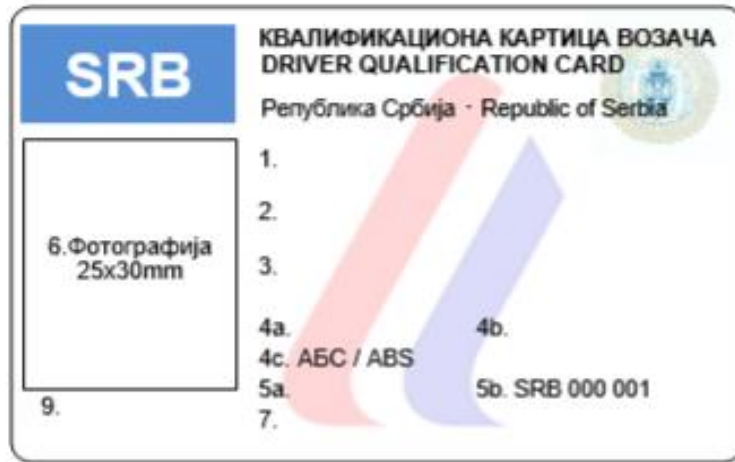 SRB
КВАЛИФИКАЦИОНА КАРТИЦА ВОЗАЧА
DRIVER QUALIFICATION CARD
Република Србија · Republic of Serbia
1.
2.
6.Фотографија
25x30mm
3.
4a. 4b.
4c. АБС / ABS
5a. 5b. SRB 000 001
9.
7.